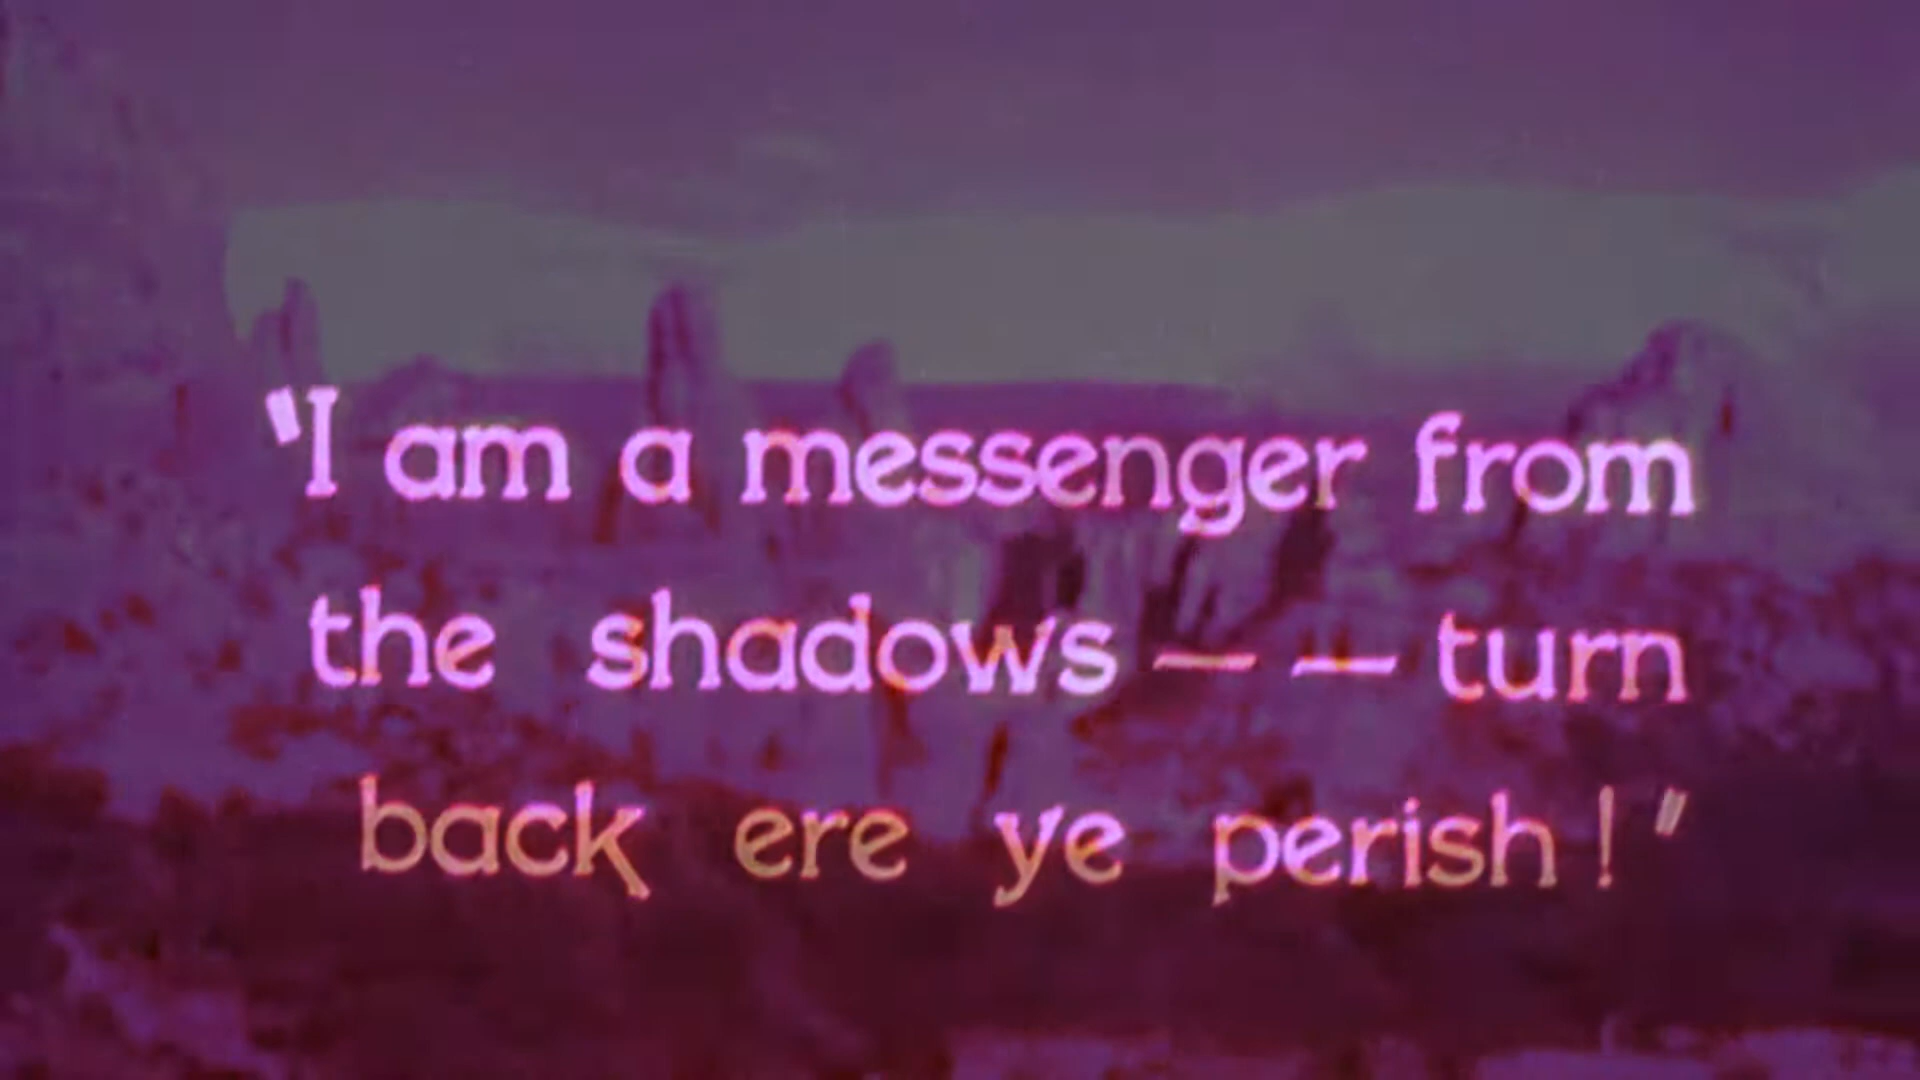 "I am a messenger from
the shadows — — turn
back ere ye perish! "